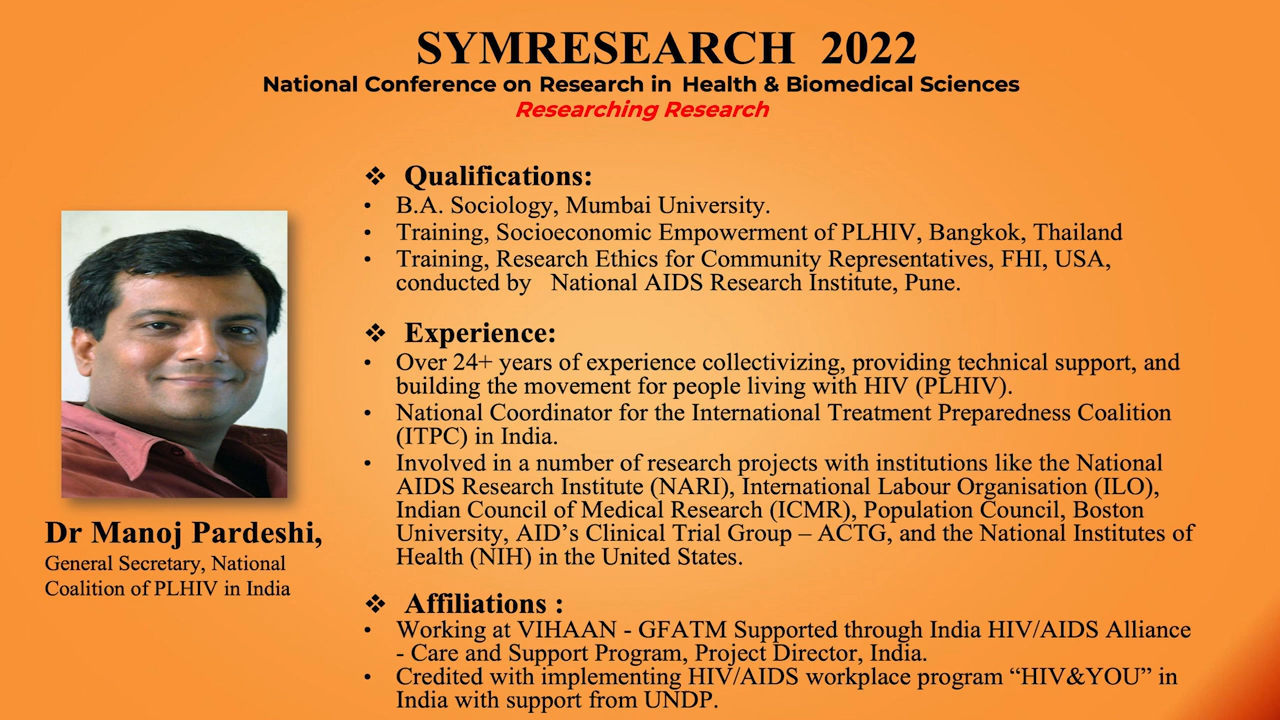 SYMRESEARCH 2022
National Conference on Research in Health & Biomedical Sciences
Researching Research
❖ Qualifications:
• B.A. Sociology, Mumbai University.
• Training, Socioeconomic Empowerment of PLHIV, Bangkok, Thailand
• Training, Research Ethics for Community Representatives, FHI, USA,
conducted by National AIDS Research Institute, Pune.
❖ Experience:
• Over 24+ years of experience collectivizing, providing technical support, and
building the movement for people living with HIV (PLHIV).
• National Coordinator for the International Treatment Preparedness Coalition
(ITPC) in India.
• Involved in a number of research projects with institutions like the National
AIDS Research Institute (NARI), International Labour Organisation (ILO),
Indian Council of Medical Research (ICMR), Population Council, Boston
University, AID’s Clinical Trial Group – ACTG, and the National Institutes of
Health (NIH) in the United States.
❖ Affiliations :
• Working at VIHAAN - GFATM Supported through India HIV/AIDS Alliance
- Care and Support Program, Project Director, India.
• Credited with implementing HIV/AIDS workplace program “HIV&YOU” in
India with support from UNDP.
Dr Manoj Pardeshi,
General Secretary, National
Coalition of PLHIV in India